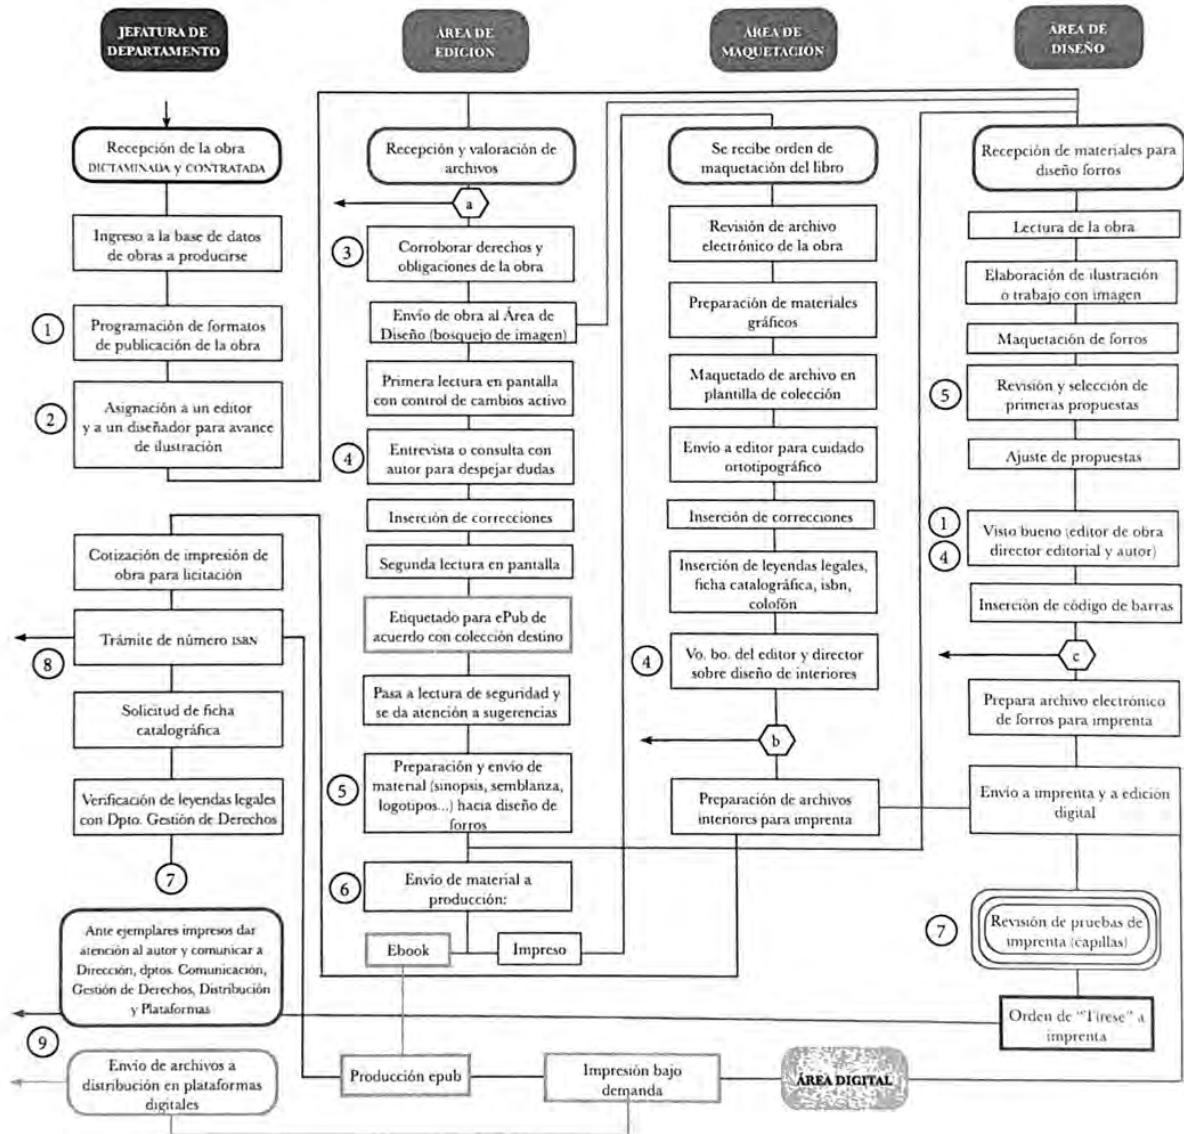 JEFATURA DE
DEPARTAMENTO
Recepción de la obra
DICTAMINADA y CONTRATADA
Ingreso a la base de datos
de obras a producirse
1
Programación de formatos
de publicación de la obra
2
Asignación a un editor
y a un diseñador para avance
de ilustración
Cotización de impresión de
obra para licitación
Trámite de número ISBN
8
Solicitud de ficha
catalográfica
Verificación de leyendas legales
con Dpto. Gestión de Derechos
7
Ante ejemplares impresos dar
atención al autor y comunicar a
Dirección, dptos. Comunicación,
Gestión de Derechos, Distribución
y Plataformas
9
Envío de archivos a
distribución en plataformas
digitales
ÁREA DE
EDICIÓN
Recepción y valoración de
archivos
a
3
Corroborar derechos y
obligaciones de la obra
Envío de obra al Área de
Diseño (bosquejo de imagen)
Primera lectura en pantalla
con control de cambios activo
4
Entrevista o consulta con
autor para despejar dudas
Inserción de correcciones
Segunda lectura en pantalla
Etiquetado para ePub de
acuerdo con colección destino
Pasa a lectura de seguridad y
se da atención a sugerencias
5
Preparación y envío de
material (sinopsis, semblanza,
logotipos...) hacia diseño de
forros
6
Envío de material a
producción:
Ebook
Impreso
Producción epub
Impresión bajo
demanda
ÁREA DIGITAL
ÁREA DE
MAQUETACIÓN
Se recibe orden de
maquetación del libro
Revisión de archivo
electrónico de la obra
Preparación de materiales
gráficos
Maquetado de archivo en
plantilla de colección
Envío a editor para cuidado
ortotipográfico
Inserción de correcciones
Inserción de leyendas legales,
ficha catalográfica, isbn,
colofón
4
Vo. bo. del editor y director
sobre diseño de interiores
b
Preparación de archivos
interiores para imprenta
ÁREA DE
DISEÑO
Recepción de materiales para
diseño forros
Lectura de la obra
Elaboración de ilustración
o trabajo con imagen
Maquetación de forros
5
Revisión y selección de
primeras propuestas
Ajuste de propuestas
1
4
Visto bueno (editor de obra
director editorial y autor)
Inserción de código de barras
c
Prepara archivo electrónico
de forros para imprenta
Envío a imprenta y a edición
digital
7
Revisión de pruebas de
imprenta (capillas)
Orden de "Tírese" a
imprenta